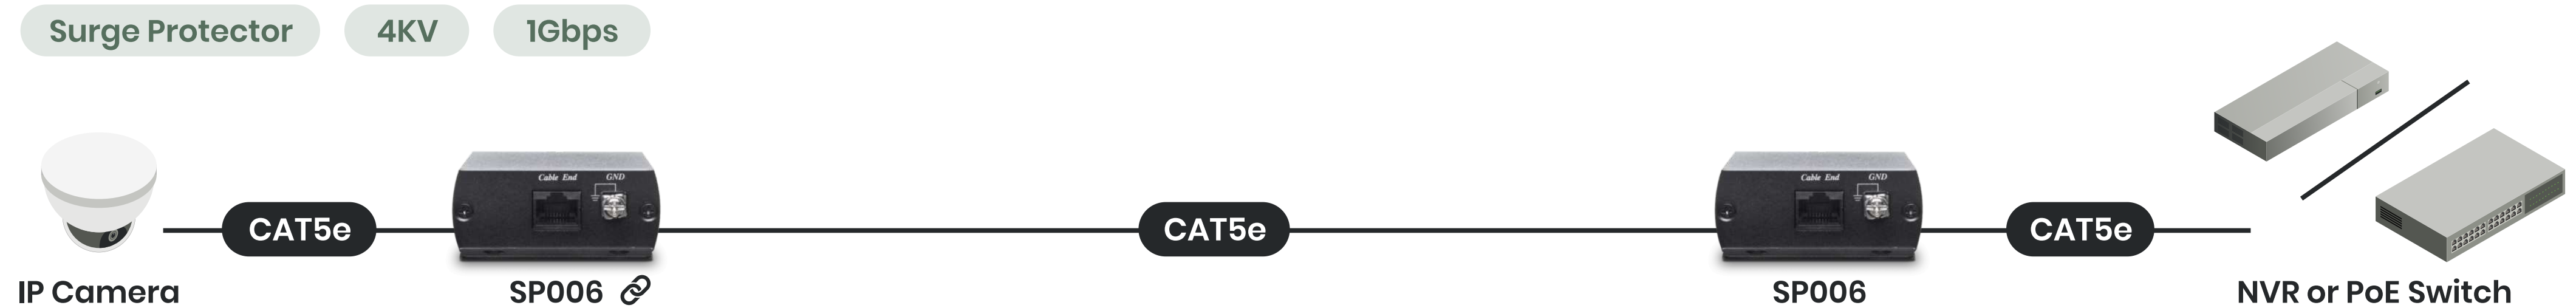 Surge Protector
4KV
1Gbps
Cable End
GND
Cable End
GND
CAT5e
CAT5e
CAT5e
IP Camera
SP006
SP006
NVR or PoE Switch